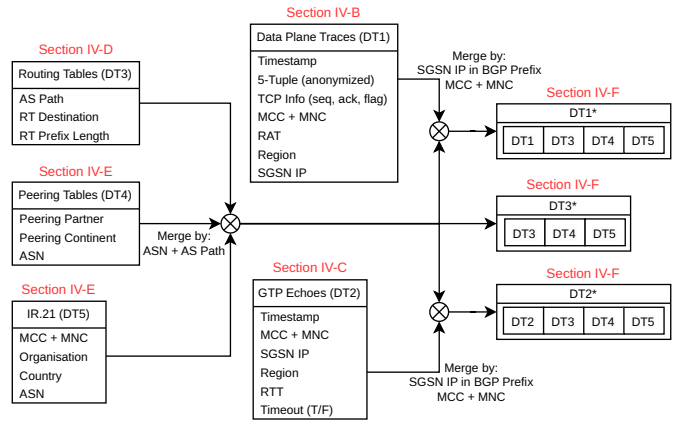 Section IV-D
Routing Tables (DT3)
AS Path
RT Destination
RT Prefix Length
Section IV-E
Peering Tables (DT4)
Peering Partner
Peering Continent
ASN
Section IV-E
IR.21 (DT5)
MCC + MNC
Organisation
Country
ASN
Merge by:
ASN + AS Path
Section IV-B
Data Plane Traces (DT1)
Timestamp
5-Tuple (anonymized)
TCP Info (seq, ack, flag)
MCC + MNC
RAT
Region
SGSN IP
Section IV-C
GTP Echoes (DT2)
Timestamp
MCC + MNC
SGSN IP
Region
RTT
Timeout (T/F)
Merge by:
SGSN IP in BGP Prefix
MCC + MNC
Section IV-F
DT1*
DT1 DT3 DT4 DT5
Section IV-F
DT3*
DT3 DT4 DT5
Section IV-F
DT2*
DT2 DT3 DT4 DT5
Merge by:
SGSN IP in BGP Prefix
MCC + MNC